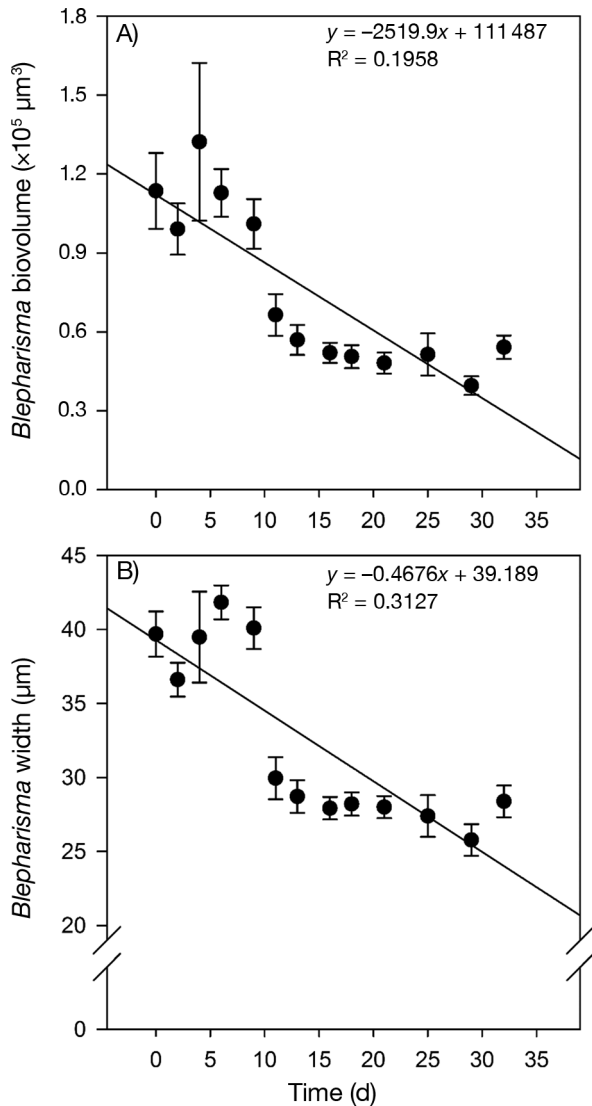 A)
y = −2519.9x + 111 487
R² = 0.1958
Blepharisma biovolume (×10⁵ μm³)
1.8
1.5
1.2
0.9
0.6
0.3
0.0
0 5 10 15 20 25 30 35
B)
y = −0.4676x + 39.189
R² = 0.3127
Blepharisma width (μm)
45
40
35
30
25
20
0
0 5 10 15 20 25 30 35
Time (d)